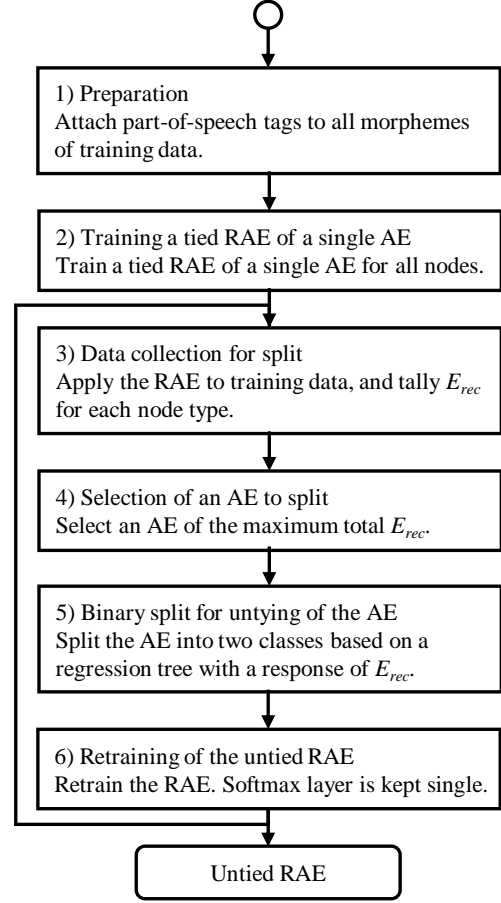 1) Preparation
Attach part-of-speech tags to all morphemes
of training data.
2) Training a tied RAE of a single AE
Train a tied RAE of a single AE for all nodes.
3) Data collection for split
Apply the RAE to training data, and tally E_rec
for each node type.
4) Selection of an AE to split
Select an AE of the maximum total E_rec.
5) Binary split for untying of the AE
Split the AE into two classes based on a
regression tree with a response of E_rec.
6) Retraining of the untied RAE
Retrain the RAE. Softmax layer is kept single.
Untied RAE